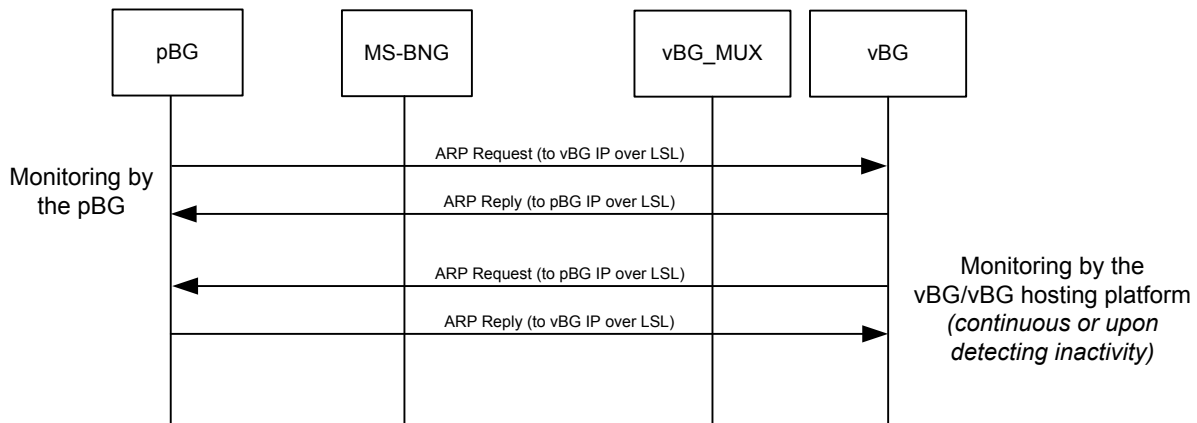 pBG
MS-BNG
vBG_MUX
vBG
ARP Request (to vBG IP over LSL)
Monitoring by
the pBG
ARP Reply (to pBG IP over LSL)
ARP Request (to pBG IP over LSL)
ARP Reply (to vBG IP over LSL)
Monitoring by the
vBG/vBG hosting platform
(continuous or upon
detecting inactivity)